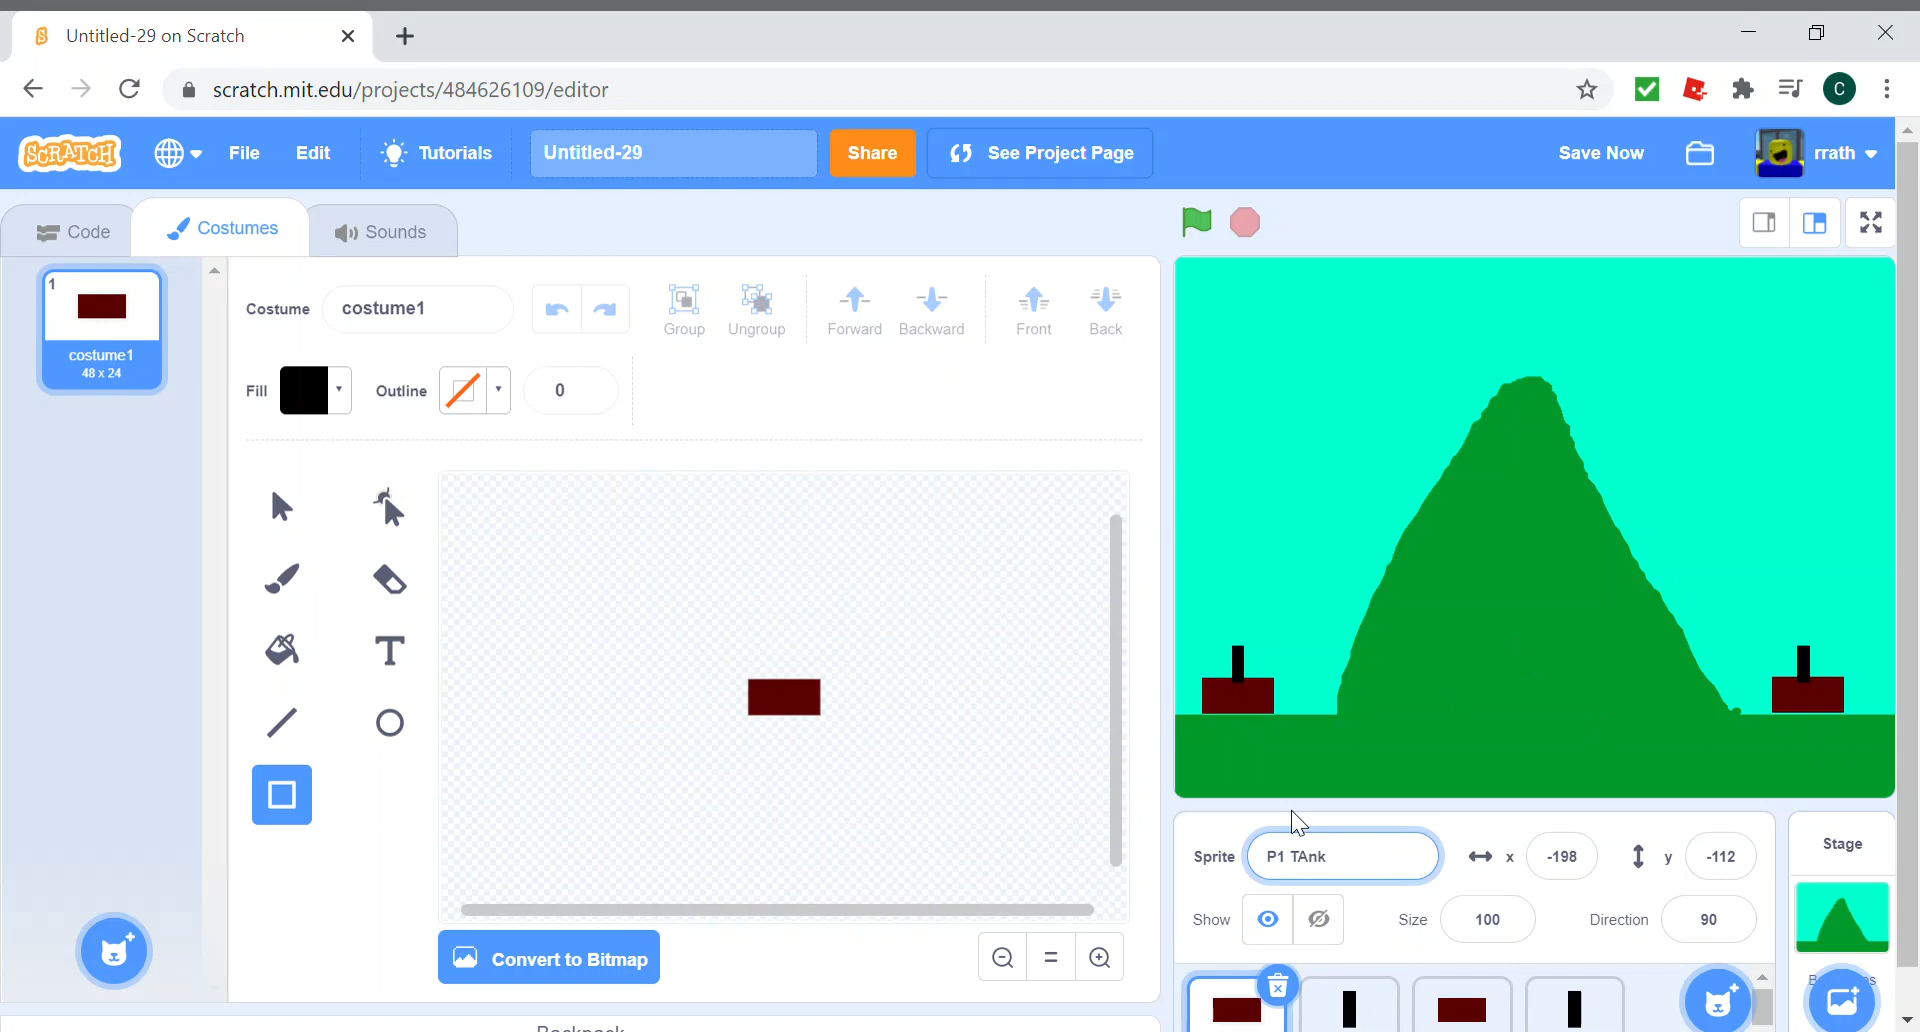 Untitled-29 on Scratch
scratch.mit.edu/projects/484626109/editor
C
SCRATCH
File
Edit
Tutorials
Untitled-29
Share
See Project Page
Save Now
rrath
Code
Costumes
Sounds
1
costume1
48 x 24
Costume
costume1
Group
Ungroup
Forward
Backward
Front
Back
Fill
Outline
0
T
Convert to Bitmap
Sprite
P1 TAnk
x
-198
y
-112
Show
Size
100
Direction
90
Stage
Backpack